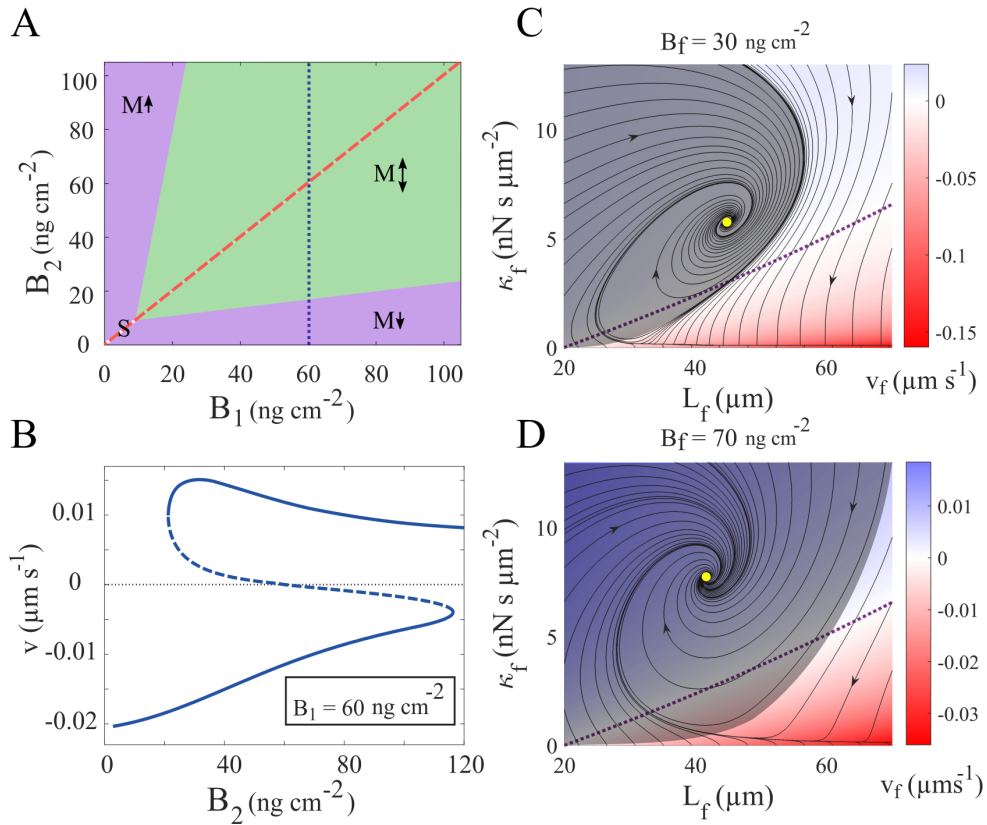 A
B₂ (ng cm⁻²)
100
80
60
40
20
0
M
M
S
M
0 20 40 60 80 100
B₁ (ng cm⁻²)
B
v (μm s⁻¹)
0.01
0
-0.01
-0.02
B₁ = 60 ng cm⁻²
0 40 80 120
B₂ (ng cm⁻²)
C
B_f = 30 ng cm⁻²
κ_f (nN s μm⁻²)
10
5
0
20 40 60
L_f (μm)
0
-0.05
-0.1
-0.15
v_f (μm s⁻¹)
D
B_f = 70 ng cm⁻²
κ_f (nN s μm⁻²)
10
5
0
20 40 60
L_f (μm)
0.01
0
-0.01
-0.02
-0.03
v_f (μms⁻¹)